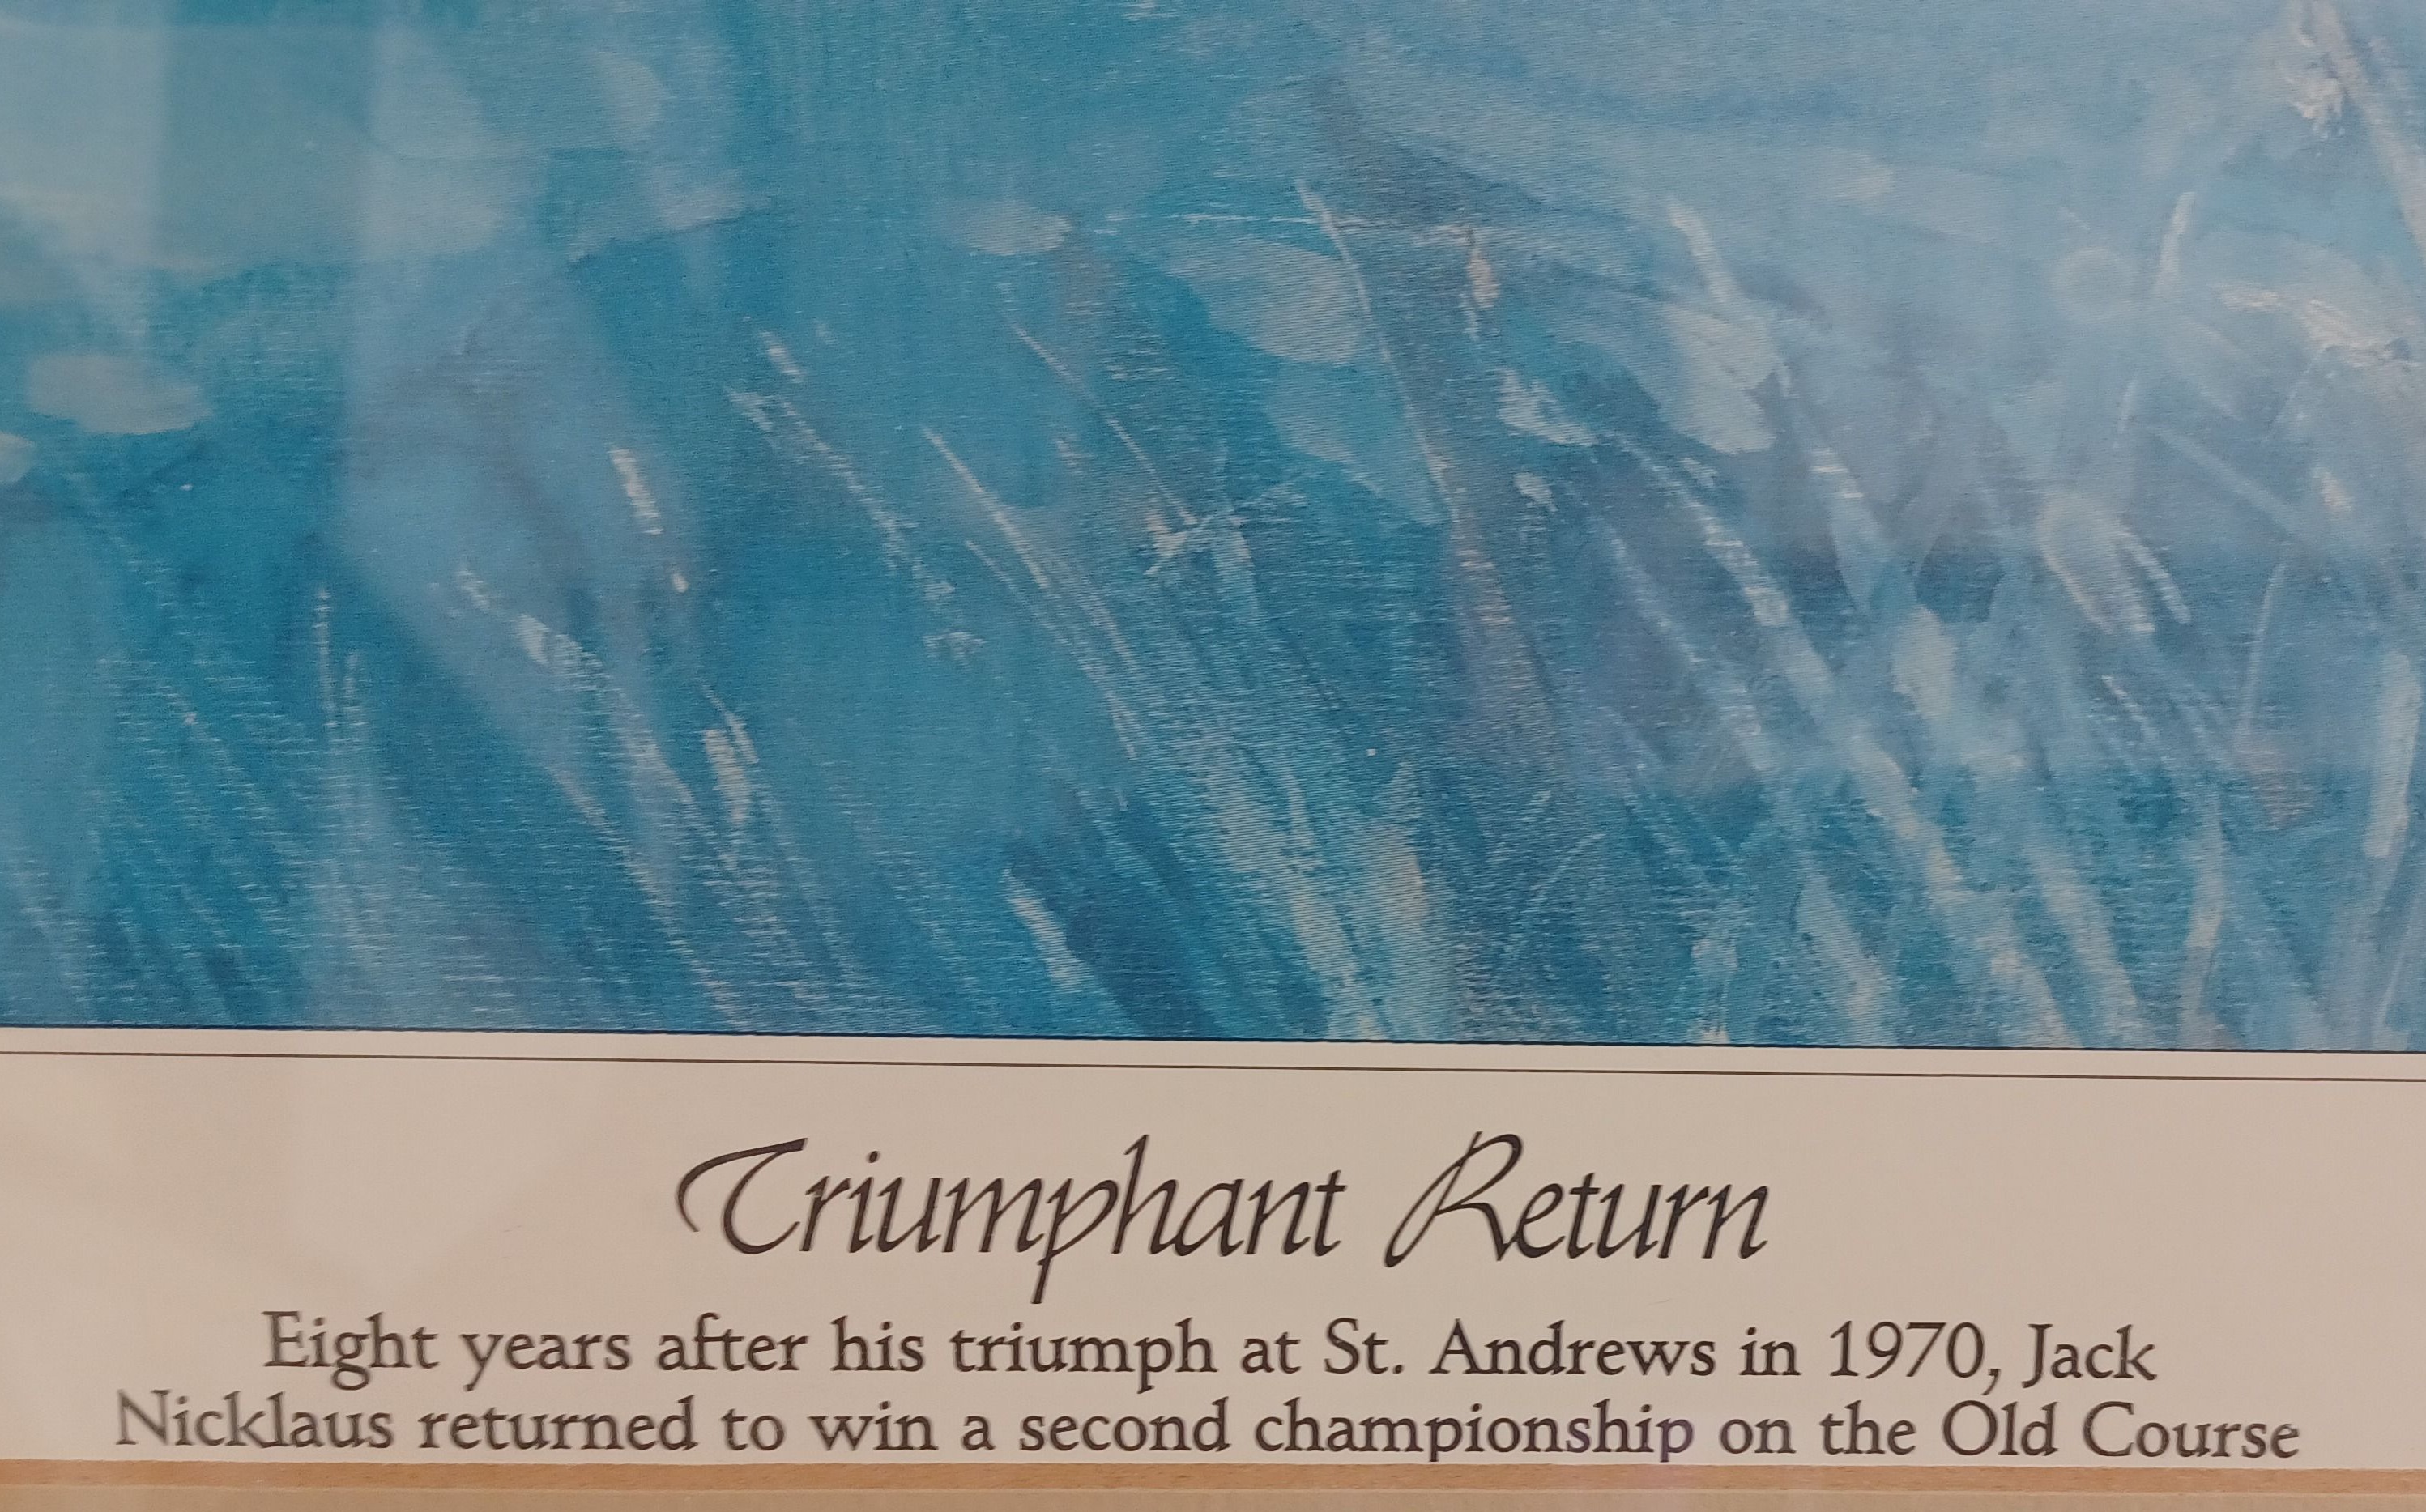 Triumphant Return
Eight years after his triumph at St. Andrews in 1970, Jack
Nicklaus returned to win a second championship on the Old Course